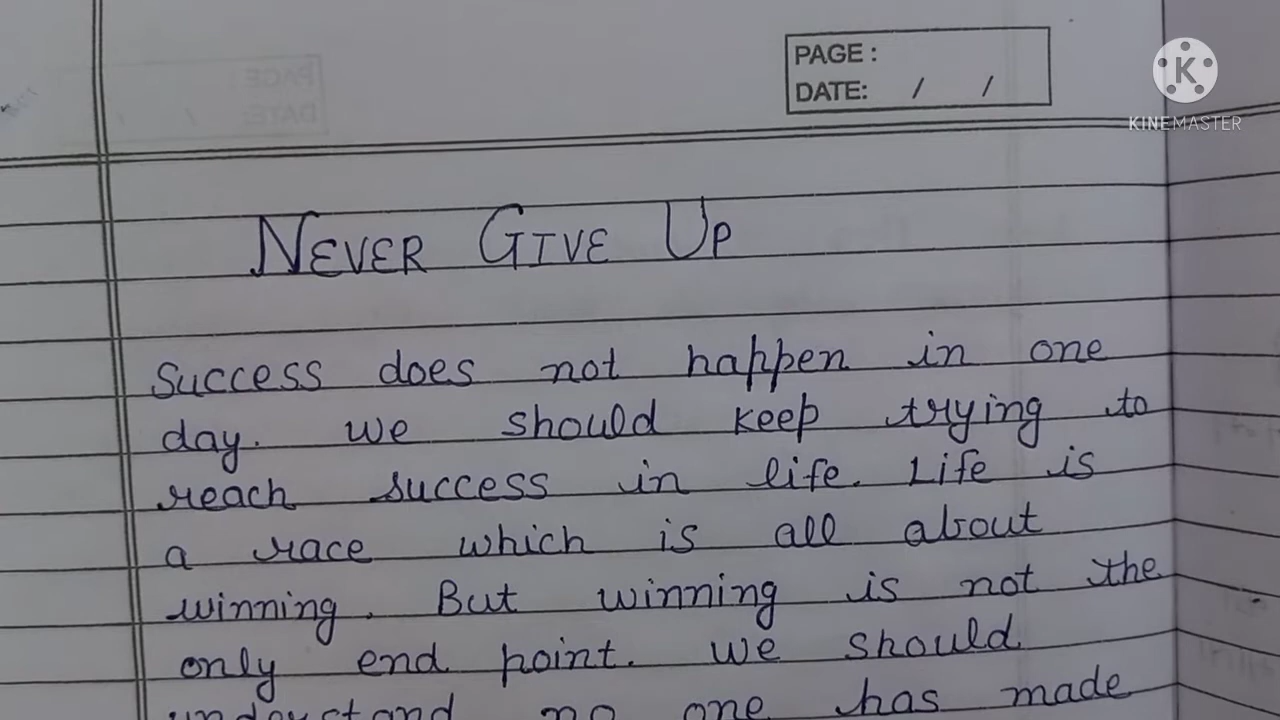 PAGE :
DATE: / /
KINEMASTER
NEVER GIVE UP
Success does not happen in one
day. We should keep trying to
reach success in life. Life is
a race which is all about
winning. But winning is not the
only end point. We should
understand no one has made